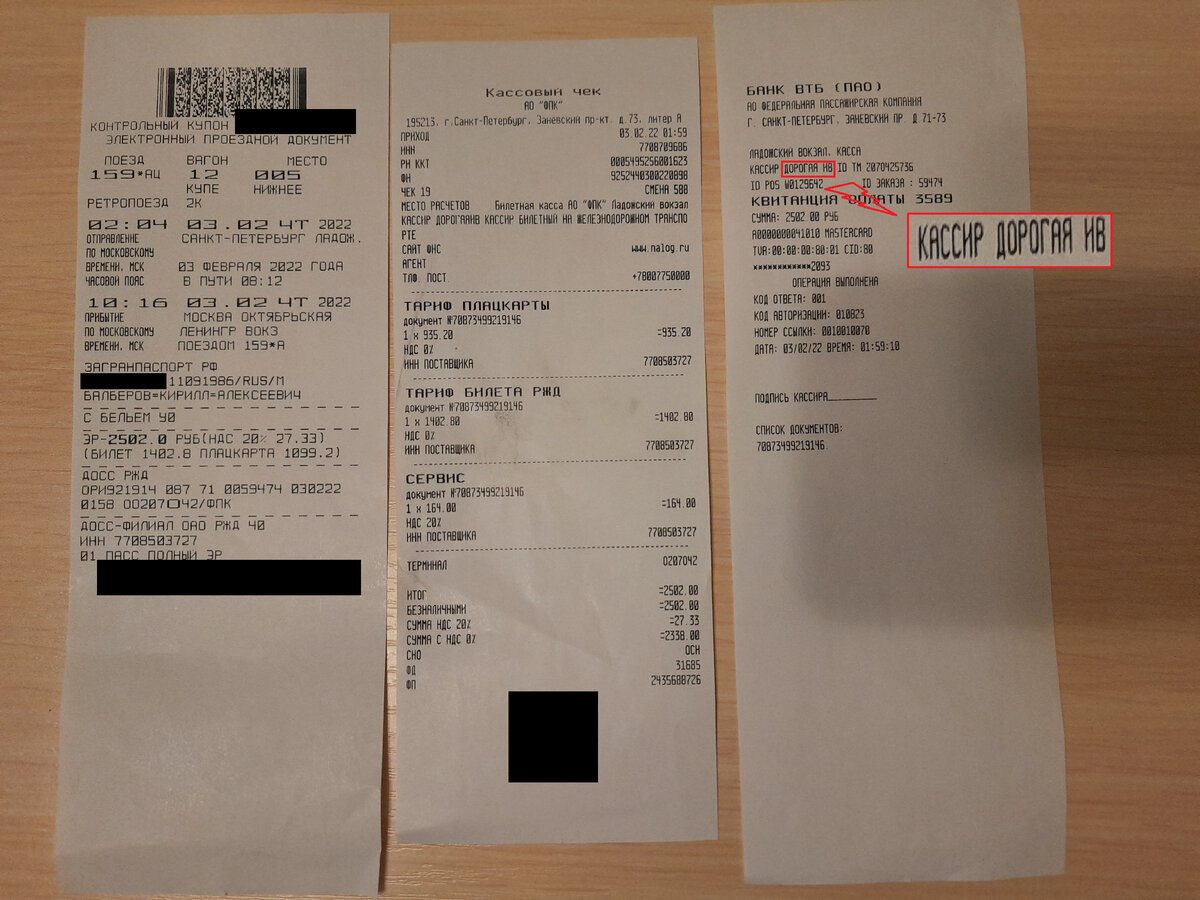 КОНТРОЛЬНЫЙ КУПОН
ЭЛЕКТРОННЫЙ ПРОЕЗДНОЙ ДОКУМЕНТ
ПОЕЗД ВАГОН МЕСТО
159*АЦ 12 005
КУПЕ НИЖНЕЕ
РЕТРОПОЕЗД 2К
02:04 03.02 ЧТ 2022
ОТПРАВЛЕНИЕ САНКТ-ПЕТЕРБУРГ ЛАДОЖ.
ПО МОСКОВСКОМУ
ВРЕМЕНИ. МСК 03 ФЕВРАЛЯ 2022 ГОДА
ЧАСОВОЙ ПОЯС В ПУТИ 08:12
10:16 03.02 ЧТ 2022
ПРИБЫТИЕ МОСКВА ОКТЯБРЬСКАЯ
ПО МОСКОВСКОМУ ЛЕНИНГР ВОКЗ
ВРЕМЕНИ. МСК ПОЕЗДОМ 159*А
ЗАГРАНПАСПОРТ РФ
11091986/RUS/M
БАЛБЕРОВ=КИРИЛЛ=АЛЕКСЕЕВИЧ
С БЕЛЬЕМ У0
ЭР-2502.0 РУБ(НДС 20% 27.33)
(БИЛЕТ 1402.8 ПЛАЦКАРТА 1099.2)
ДОСС РЖД
ОРИ921914 087 71 0059474 030222
0158 00207042/ФПК
ДОСС-ФИЛИАЛ ОАО РЖД 40
ИНН 7708503727
01 ПАСС ПОЛНЫЙ ЭР
Кассовый чек
АО "ФПК"
195213. г.Санкт-Петербург, Заневский пр-кт. д.73. литер А
ПРИХОД 03.02.22 01:59
ИНН 7708709686
РН ККТ 0005495256001623
ФН 9252440300220898
ЧЕК 19 СМЕНА 588
МЕСТО РАСЧЕТОВ Билетная касса АО "ФПК" Ладожский вокзал
КАССИР ДОРОГАЯНВ КАССИР БИЛЕТНЫЙ НА ЖЕЛЕЗНОДОРОЖНОМ ТРАНСПО
РТЕ
САЙТ ФНС www.nalog.ru
АГЕНТ
ТЛФ. ПОСТ. +78007750000
ТАРИФ ПЛАЦКАРТЫ
документ №70873499219146
1 x 935.20 =935.20
НДС 0%
ИНН ПОСТАВЩИКА 7708503727
ТАРИФ БИЛЕТА РЖД
документ №70873499219146
1 x 1402.80 =1402.80
НДС 0%
ИНН ПОСТАВЩИКА 7708503727
СЕРВИС
документ №70873499219146
1 x 164.00 =164.00
НДС 20%
ИНН ПОСТАВЩИКА 7708503727
ТЕРМИНАЛ 0207042
ИТОГ =2502.00
БЕЗНАЛИЧНЫМИ =2502.00
СУММА НДС 20% =27.33
СУММА С НДС 0% =2338.00
СНО ОСН
ФД 31685
ФП 2435688726
БАНК ВТБ (ПАО)
АО ФЕДЕРАЛЬНАЯ ПАССАЖИРСКАЯ КОМПАНИЯ
Г. САНКТ-ПЕТЕРБУРГ, ЗАНЕВСКИЙ ПР. Д.71-73
ЛАДОЖСКИЙ ВОКЗАЛ. КАССА
КАССИР ДОРОГАЯ ИВ ID ТМ 2070425736
ID POS W0129642 ID ЗАКАЗА : 59474
КВИТАНЦИЯ ОПЛАТЫ 3589
СУММА: 2502.00 РУБ
A0000000041010 MASTERCARD
TVR:00:00:00:80:01 CID:80
************2093
ОПЕРАЦИЯ ВЫПОЛНЕНА
КОД ОТВЕТА: 001
КОД АВТОРИЗАЦИИ: 010823
НОМЕР ССЫЛКИ: 0010010070
ДАТА: 03/02/22 ВРЕМЯ: 01:59:10
ПОДПИСЬ КАССИРА
СПИСОК ДОКУМЕНТОВ:
70873499219146.
КАССИР ДОРОГАЯ ИВ